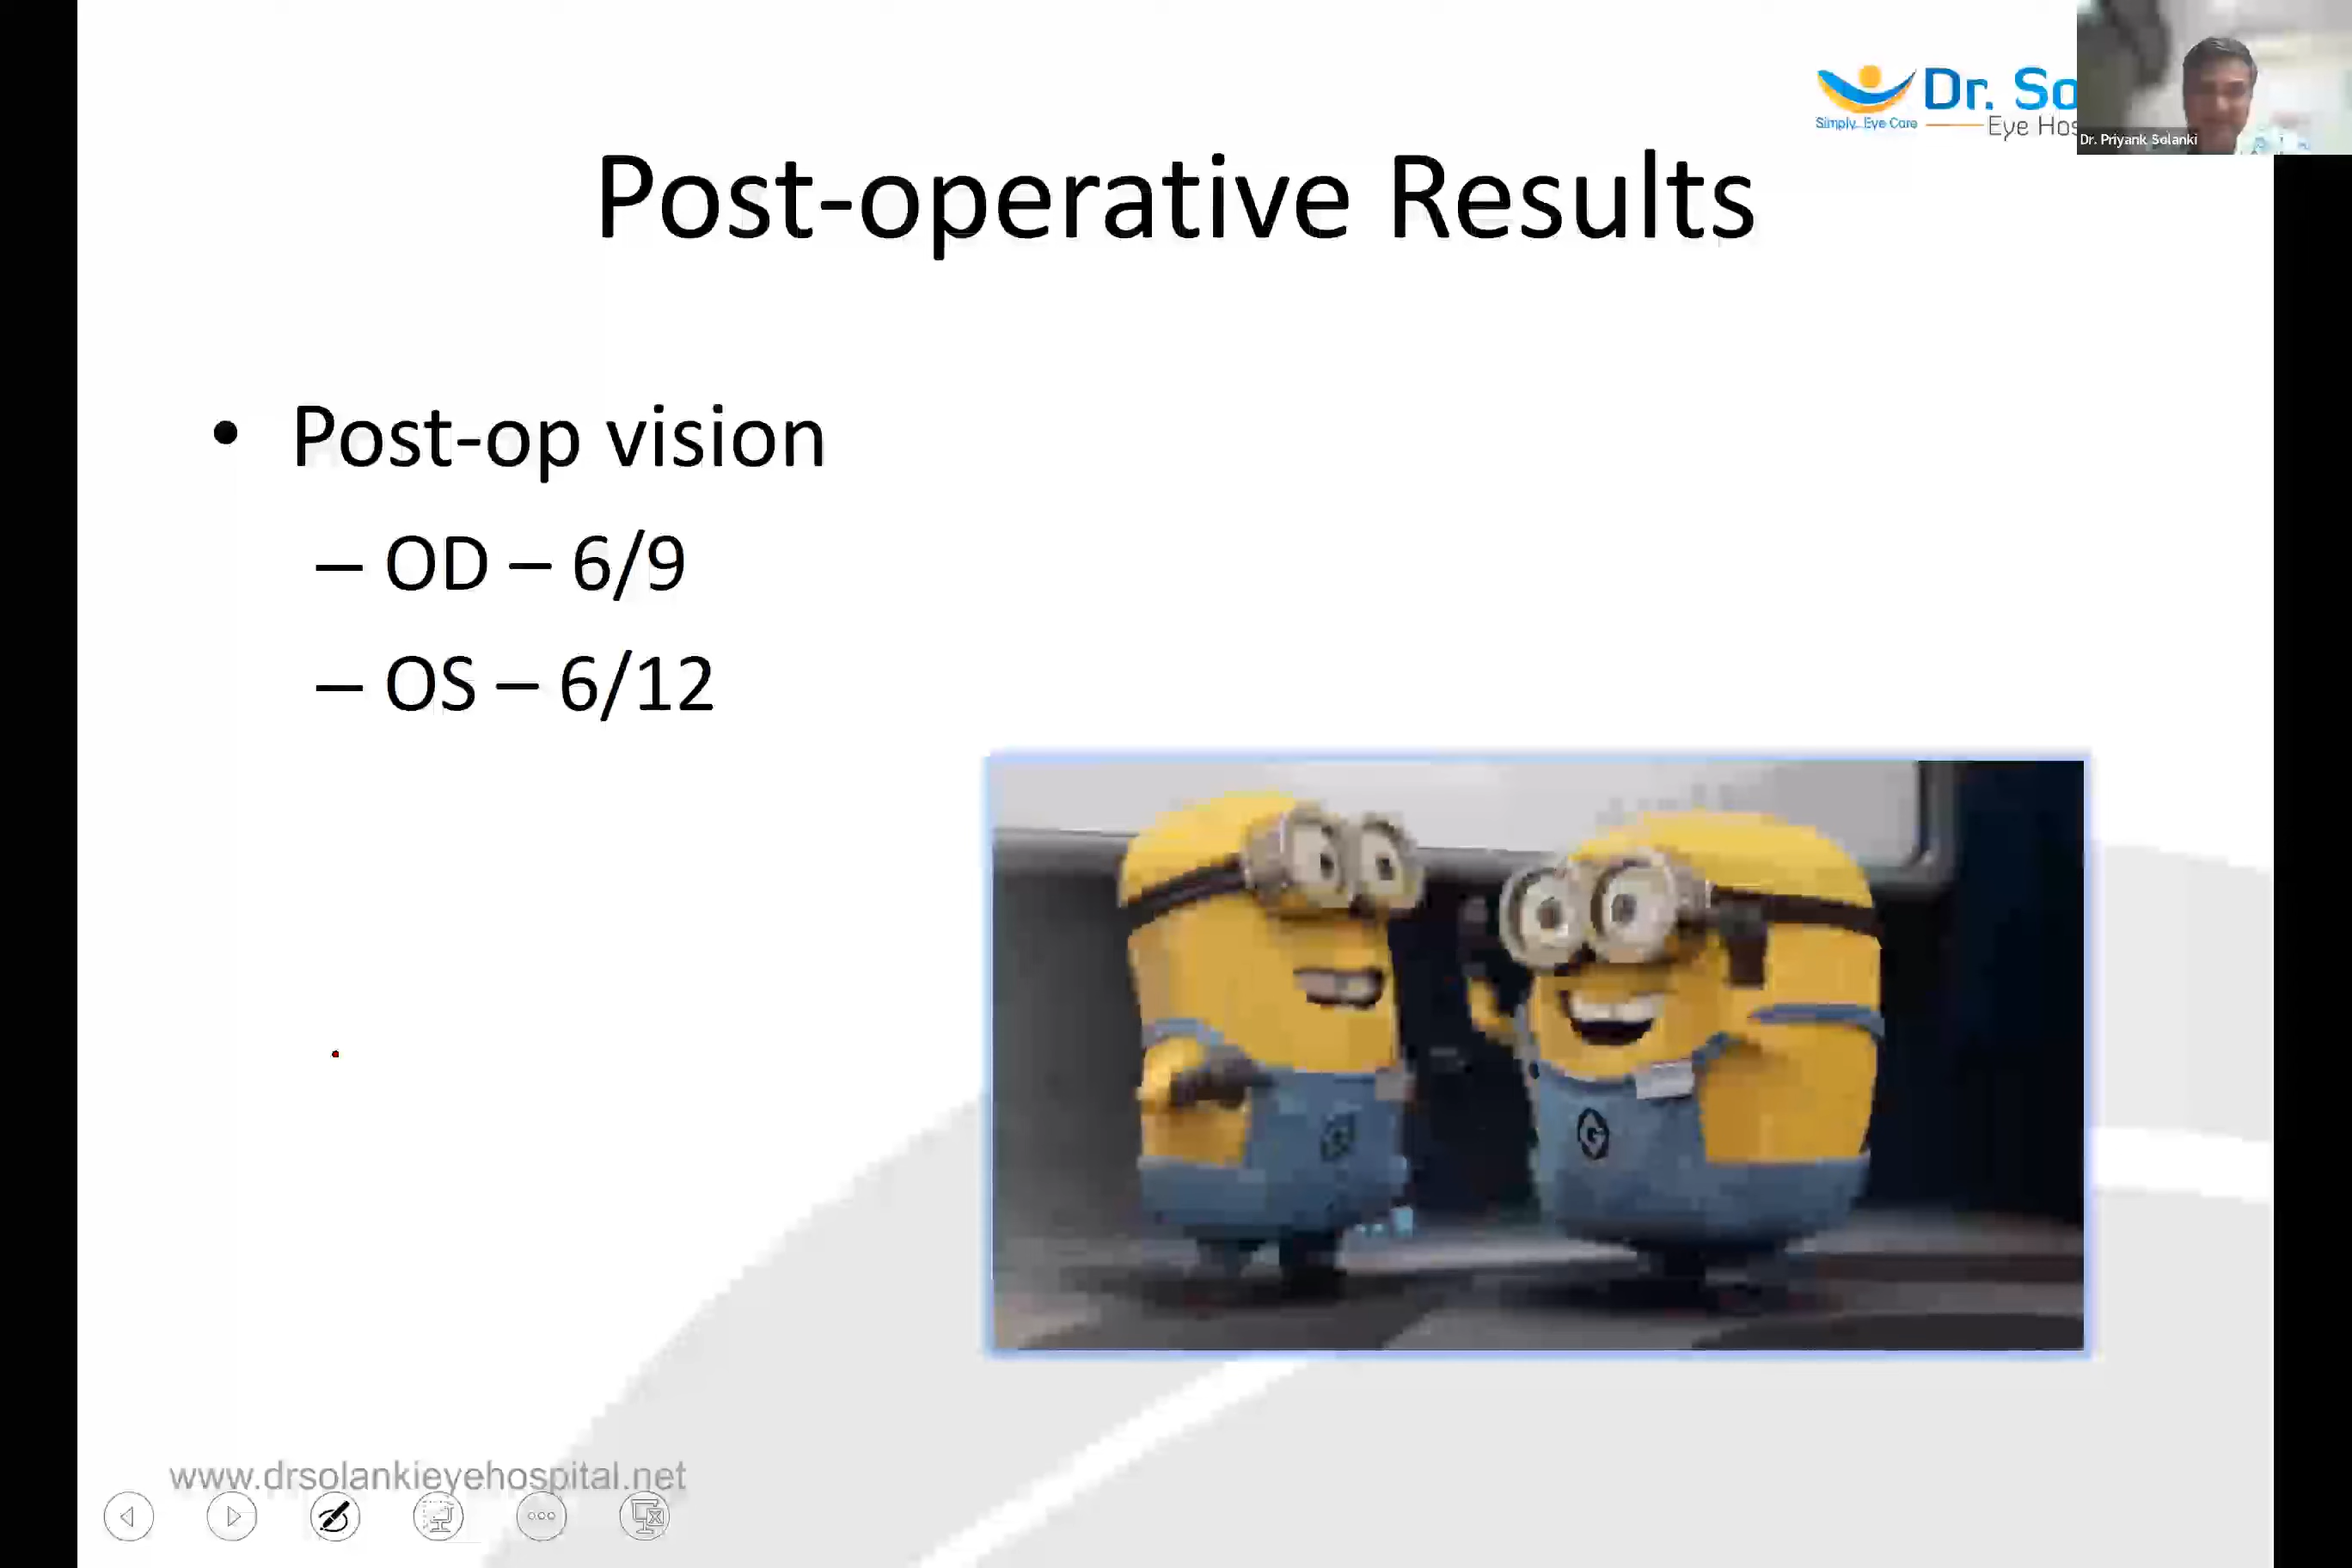 Dr. So
Simply.. Eye Care
Eye Hos
Dr. Priyank Solanki
Post-operative Results
• Post-op vision
– OD – 6/9
– OS – 6/12
G
www.drsolankieyehospital.net